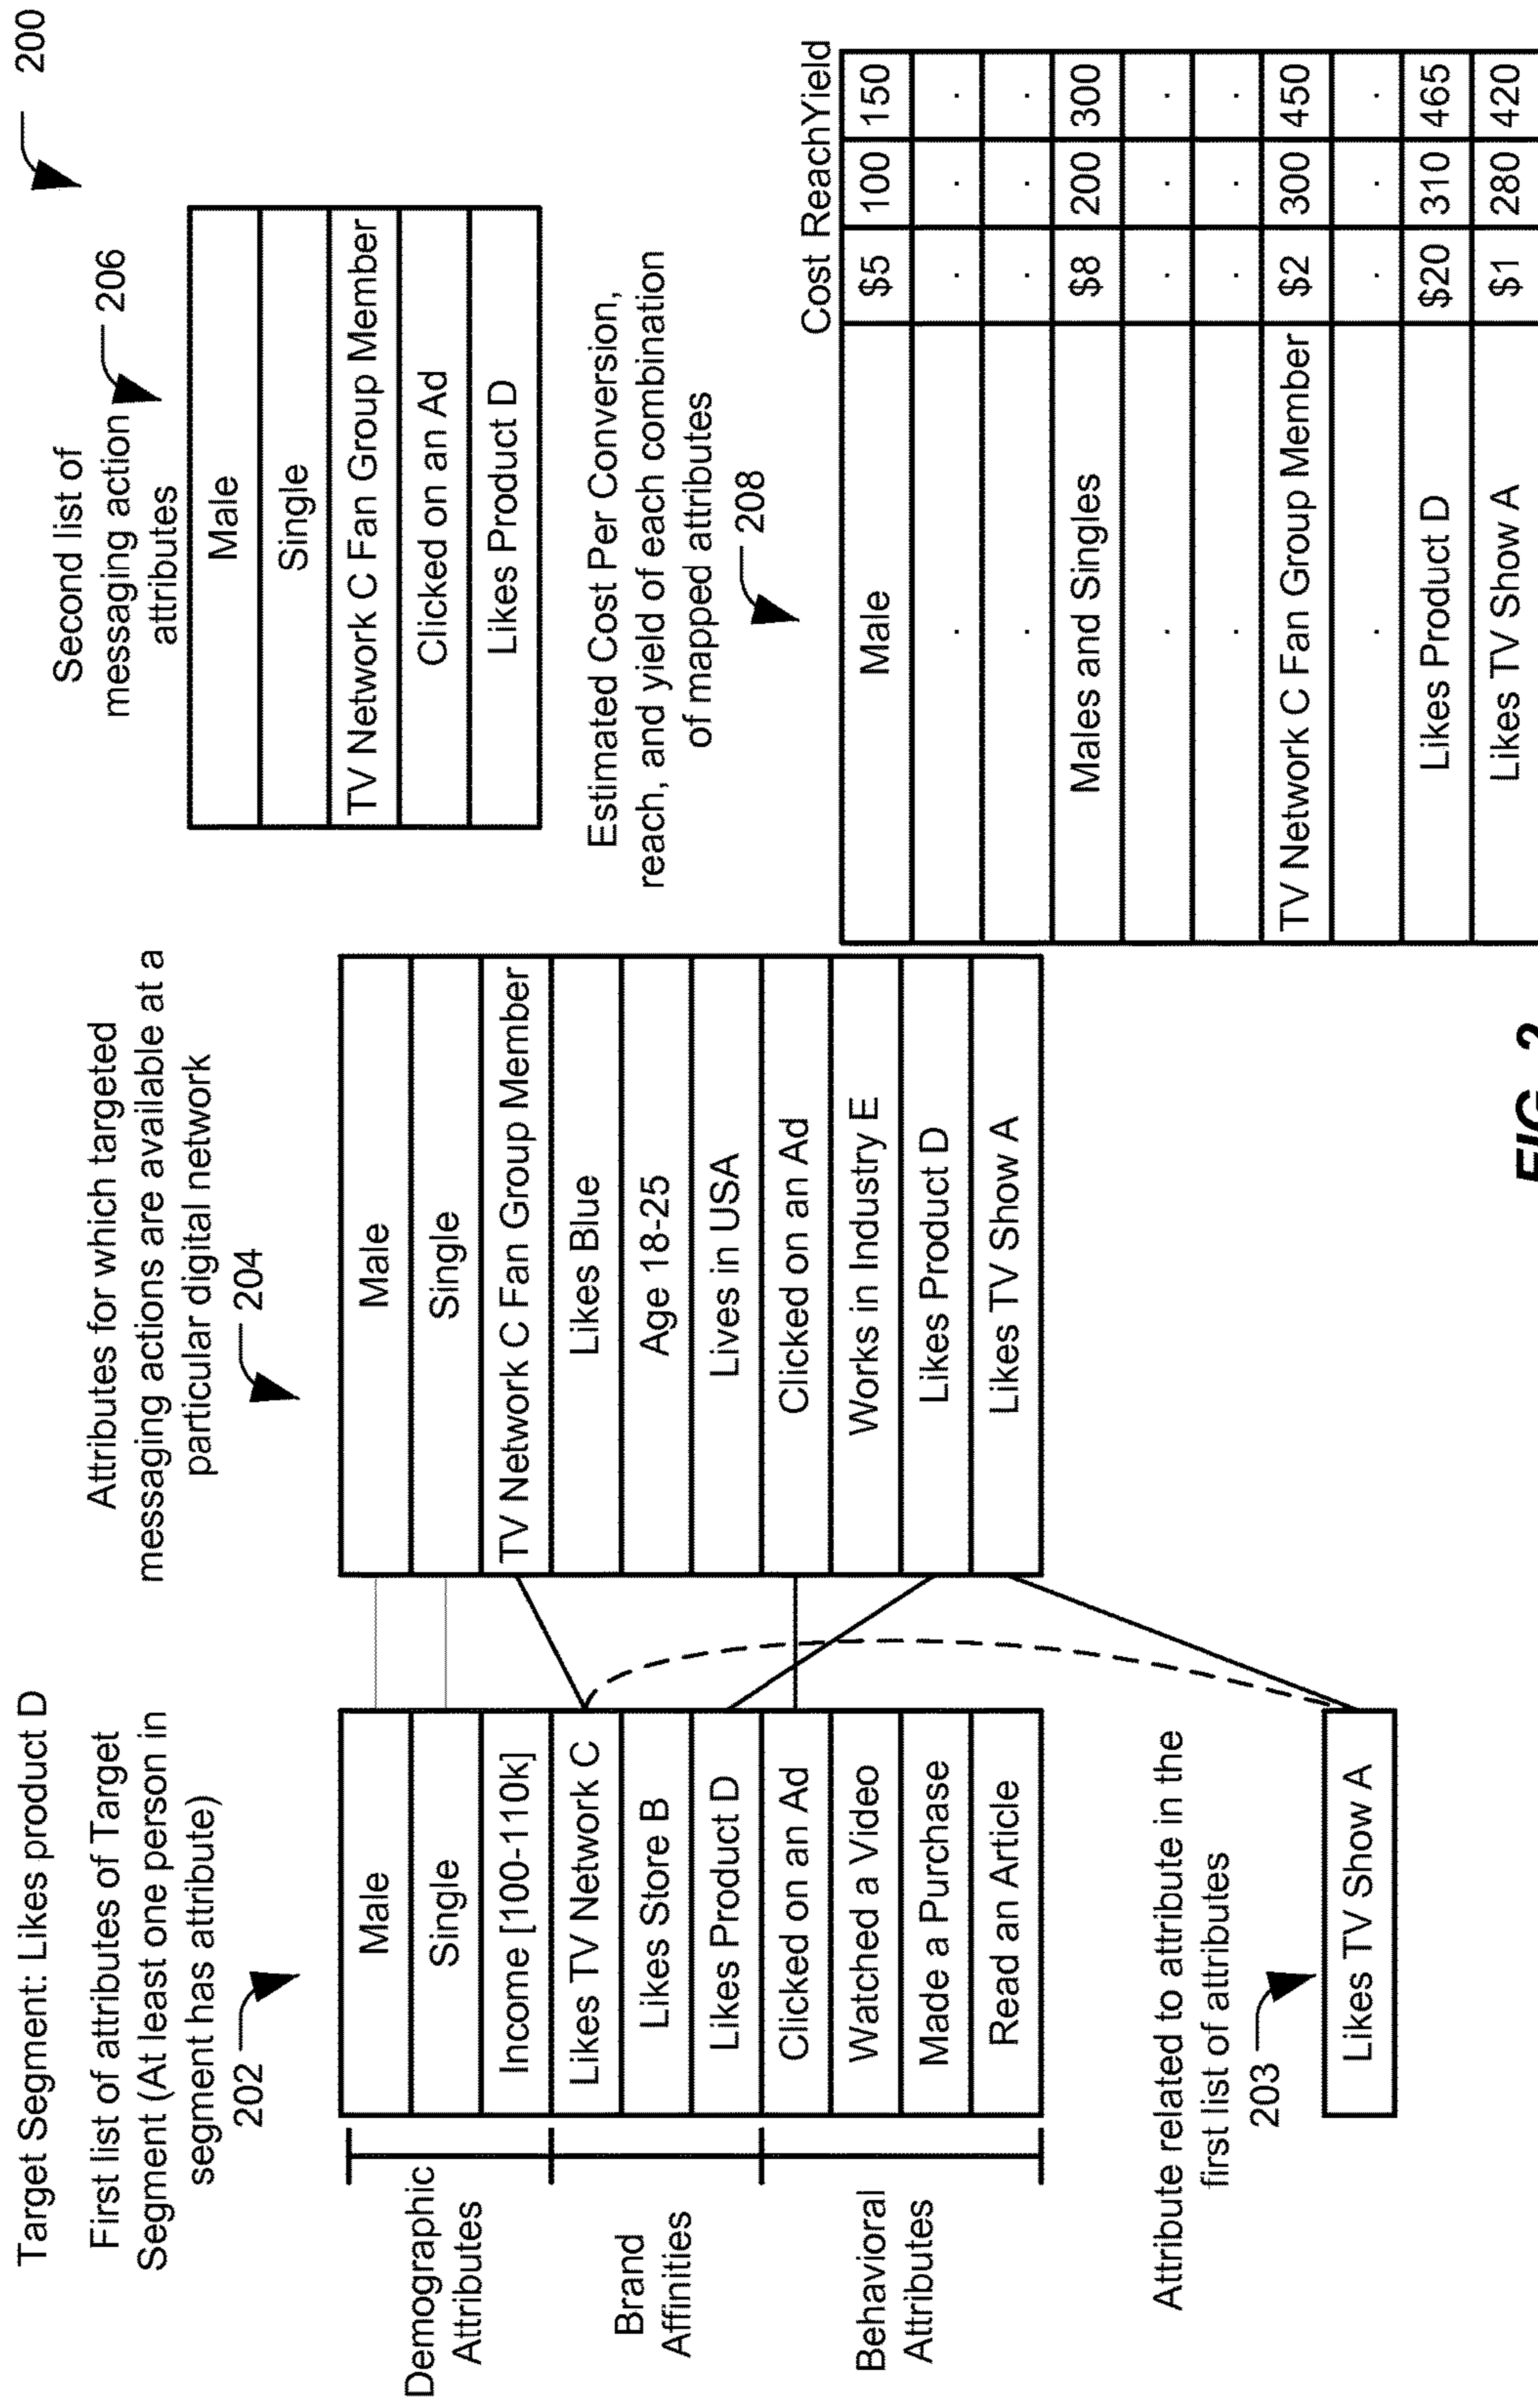 200
Target Segment: Likes product D
First list of attributes of Target
Segment (At least one person in
segment has attribute)
202
Demographic
Attributes
Brand
Affinities
Behavioral
Attributes
Male
Single
Income [100-110k]
Likes TV Network C
Likes Store B
Likes Product D
Clicked on an Ad
Watched a Video
Made a Purchase
Read an Article
Attribute related to attribute in the
first list of attributes
203
Likes TV Show A
Attributes for which targeted
messaging actions are available at a
particular digital network
204
Male
Single
TV Network C Fan Group Member
Likes Blue
Age 18-25
Lives in USA
Clicked on an Ad
Works in Industry E
Likes Product D
Likes TV Show A
Second list of
messaging action
attributes
206
Male
Single
TV Network C Fan Group Member
Clicked on an Ad
Likes Product D
Estimated Cost Per Conversion,
reach, and yield of each combination
of mapped attributes
208
Cost Reach Yield
Male $5 100 150
. . . .
. . . .
Males and Singles $8 200 300
. . . .
. . . .
TV Network C Fan Group Member $2 300 450
. . . .
Likes Product D $20 310 465
Likes TV Show A $1 280 420
FIG. 2